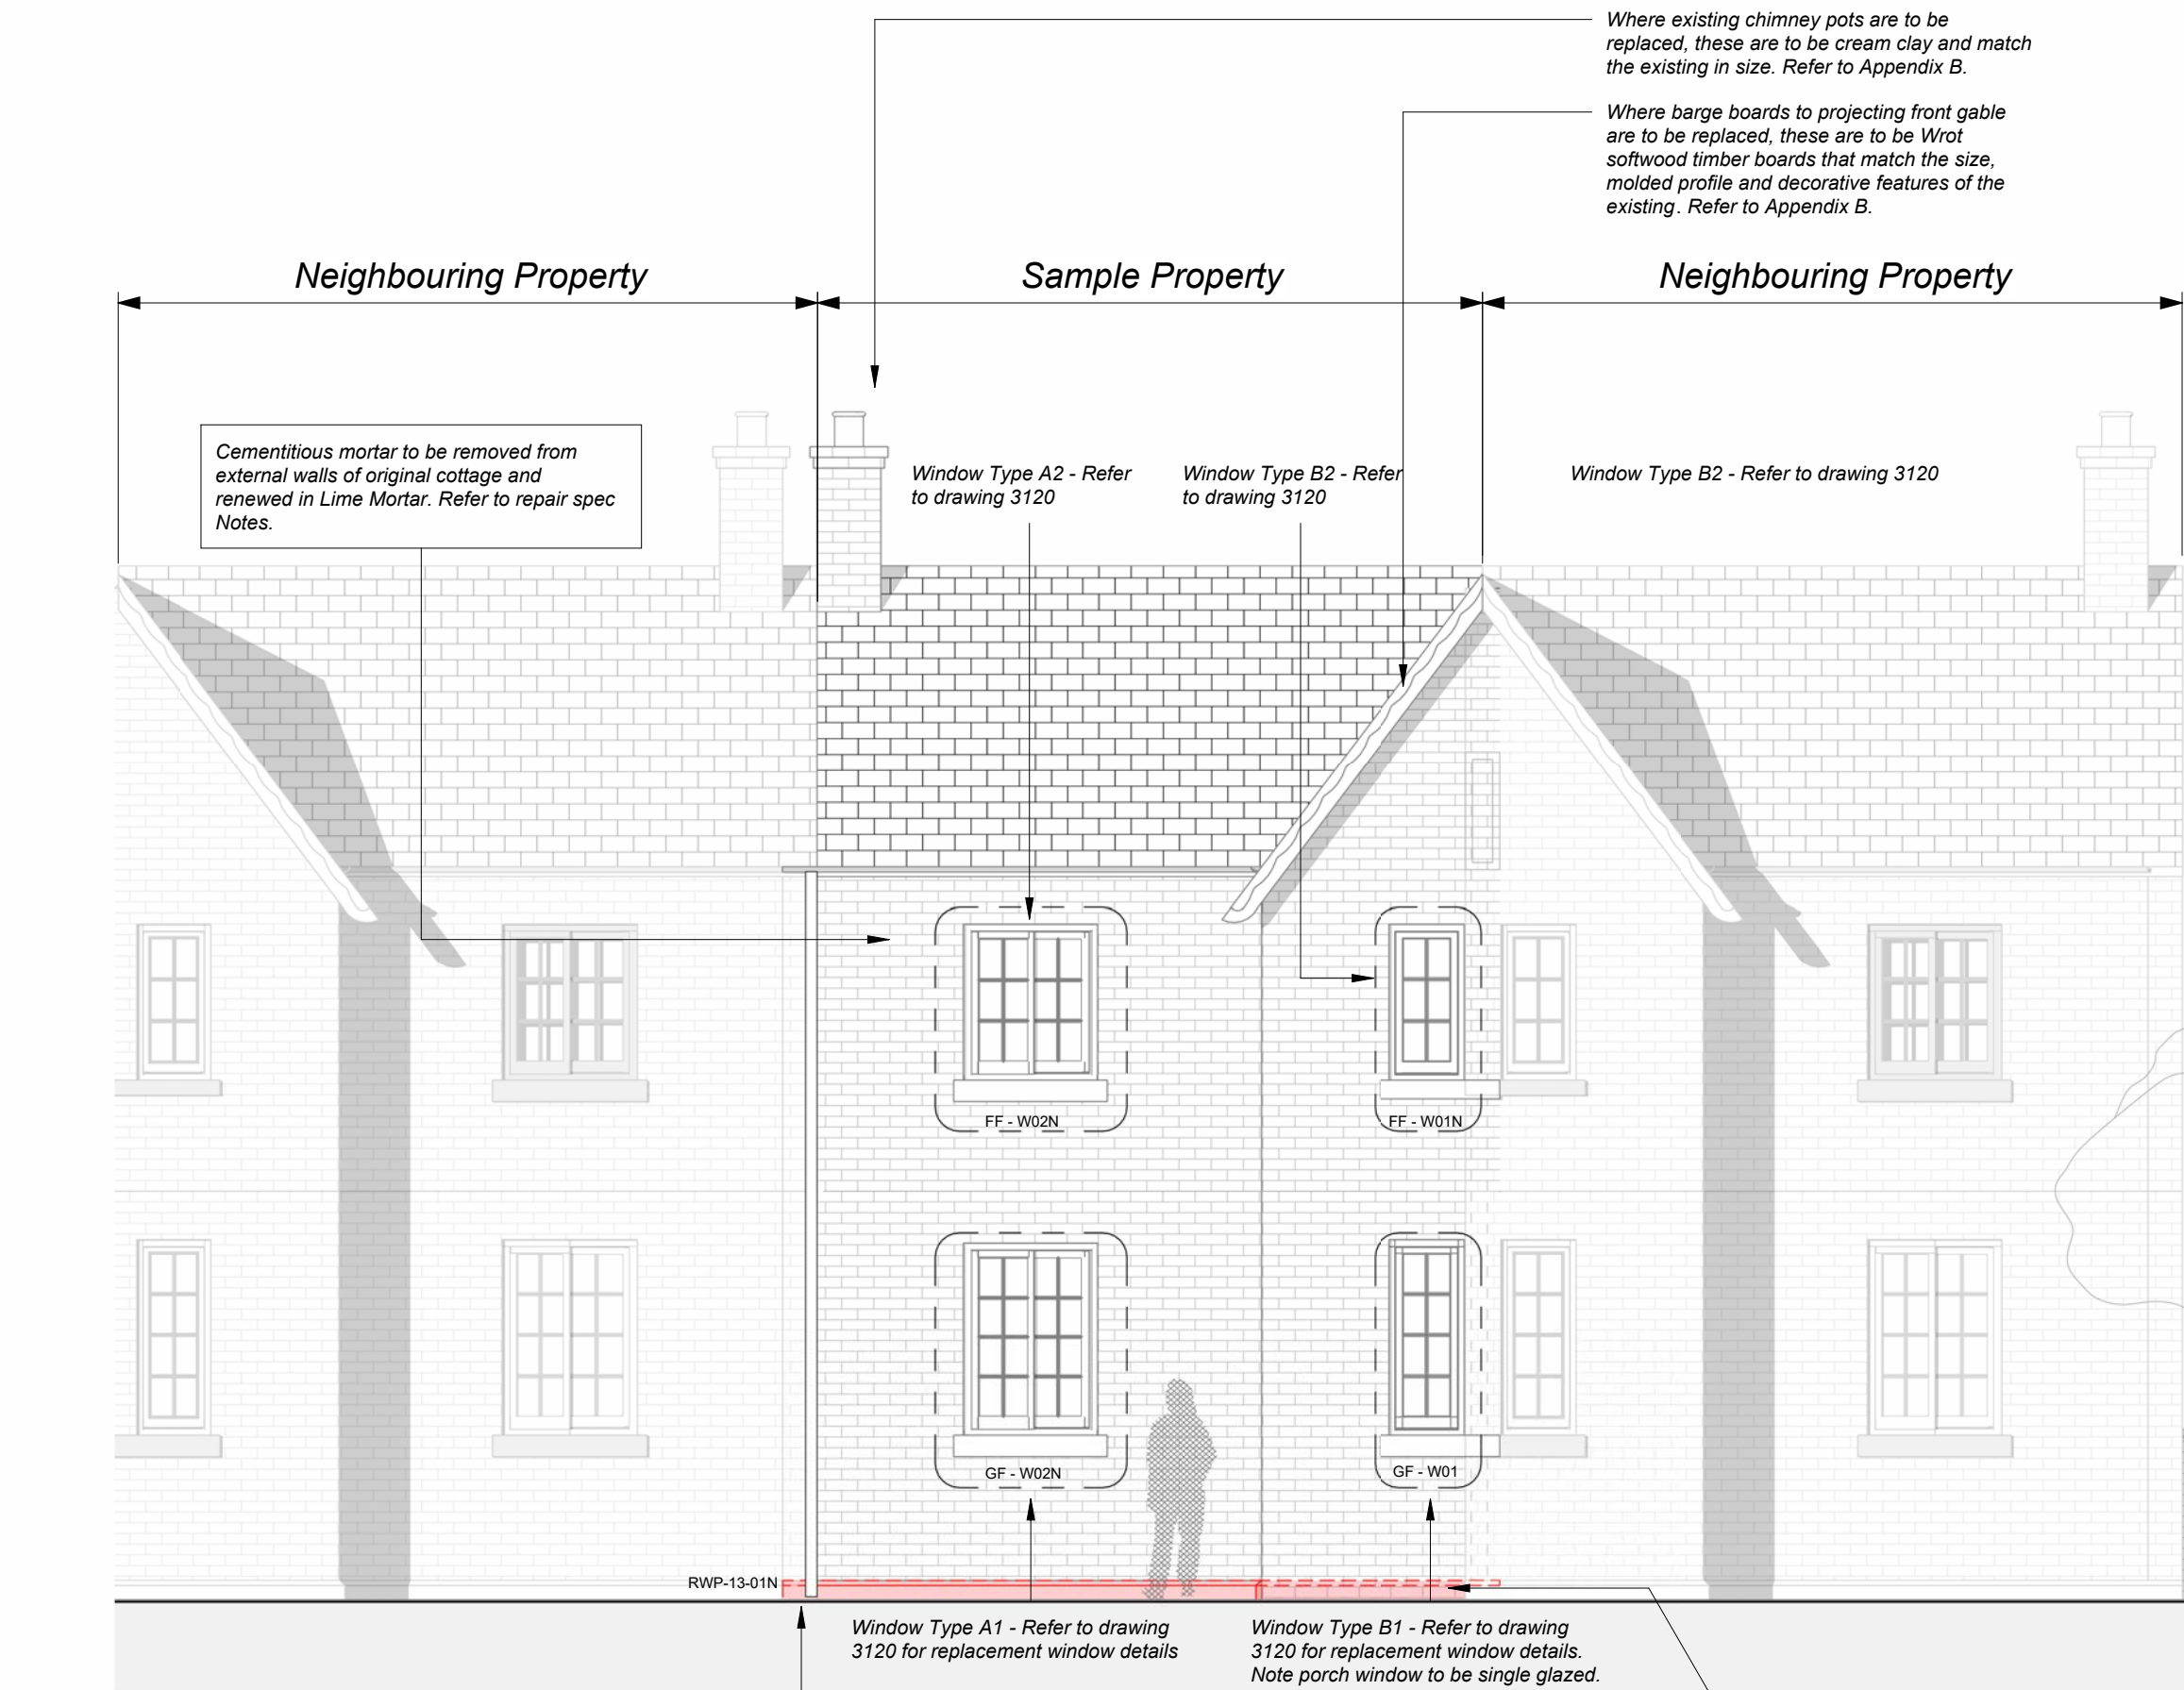 Where existing chimney pots are to be
replaced, these are to be cream clay and match
the existing in size. Refer to Appendix B.
Where barge boards to projecting front gable
are to be replaced, these are to be Wrot
softwood timber boards that match the size,
molded profile and decorative features of the
existing. Refer to Appendix B.
Neighbouring Property
Sample Property
Neighbouring Property
Cementitious mortar to be removed from
external walls of original cottage and
renewed in Lime Mortar. Refer to repair spec
Notes.
Window Type A2 - Refer
to drawing 3120
Window Type B2 - Refer
to drawing 3120
Window Type B2 - Refer to drawing 3120
FF - W02N
FF - W01N
GF - W02N
GF - W01
RWP-13-01N
Window Type A1 - Refer to drawing
3120 for replacement window details
Window Type B1 - Refer to drawing
3120 for replacement window details.
Note porch window to be single glazed.